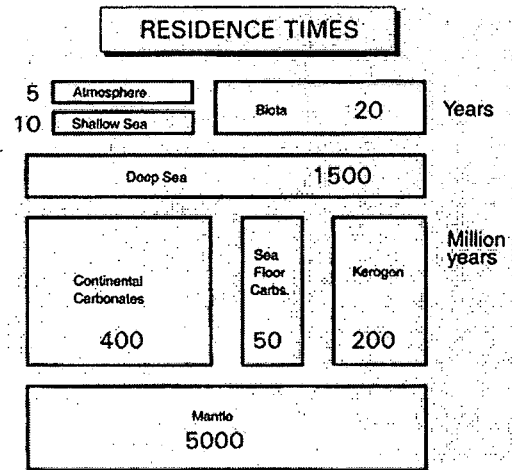 RESIDENCE TIMES
5 Atmosphere
10 Shallow Sea
Biota 20 Years
Deep Sea 1500
Million
years
Continental
Carbonates
400
Sea
Floor
Carbs.
50
Kerogen
200
Mantle
5000